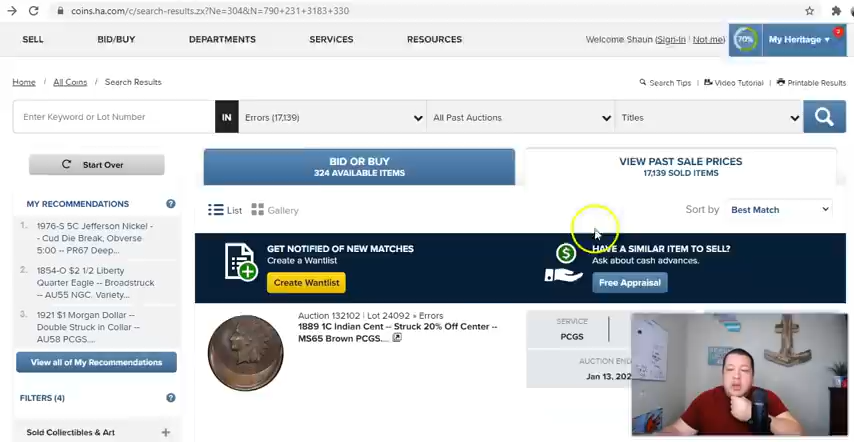 coins.ha.com/c/search-results.zx?Ne=304&N=790+231+3183+330
SELL BID/BUY DEPARTMENTS SERVICES RESOURCES Welcome Shaun (Sign-In | Not me) 70% My Heritage 2
Home / All Coins / Search Results Search Tips | Video Tutorial | Printable Results
Enter Keyword or Lot Number IN Errors (17,139) All Past Auctions Titles
Start Over
BID OR BUY
324 AVAILABLE ITEMS
VIEW PAST SALE PRICES
17,139 SOLD ITEMS
MY RECOMMENDATIONS ?
1. 1976-S 5C Jefferson Nickel -
- Cud Die Break, Obverse
5:00 -- PR67 Deep...
2. 1854-O $2 1/2 Liberty
Quarter Eagle -- Broadstruck
-- AU55 NGC. Variety...
3. 1921 $1 Morgan Dollar --
Double Struck in Collar --
AU58 PCGS....
View all of My Recommendations
FILTERS (4) ?
Sold Collectibles & Art +
List Gallery Sort by Best Match
GET NOTIFIED OF NEW MATCHES
Create a Wantlist
Create Wantlist
HAVE A SIMILAR ITEM TO SELL?
Ask about cash advances.
Free Appraisal
Auction 132102 | Lot 24092 » Errors
1889 1C Indian Cent -- Struck 20% Off Center --
MS65 Brown PCGS....
SERVICE
PCGS
AUCTION END
Jan 13, 202